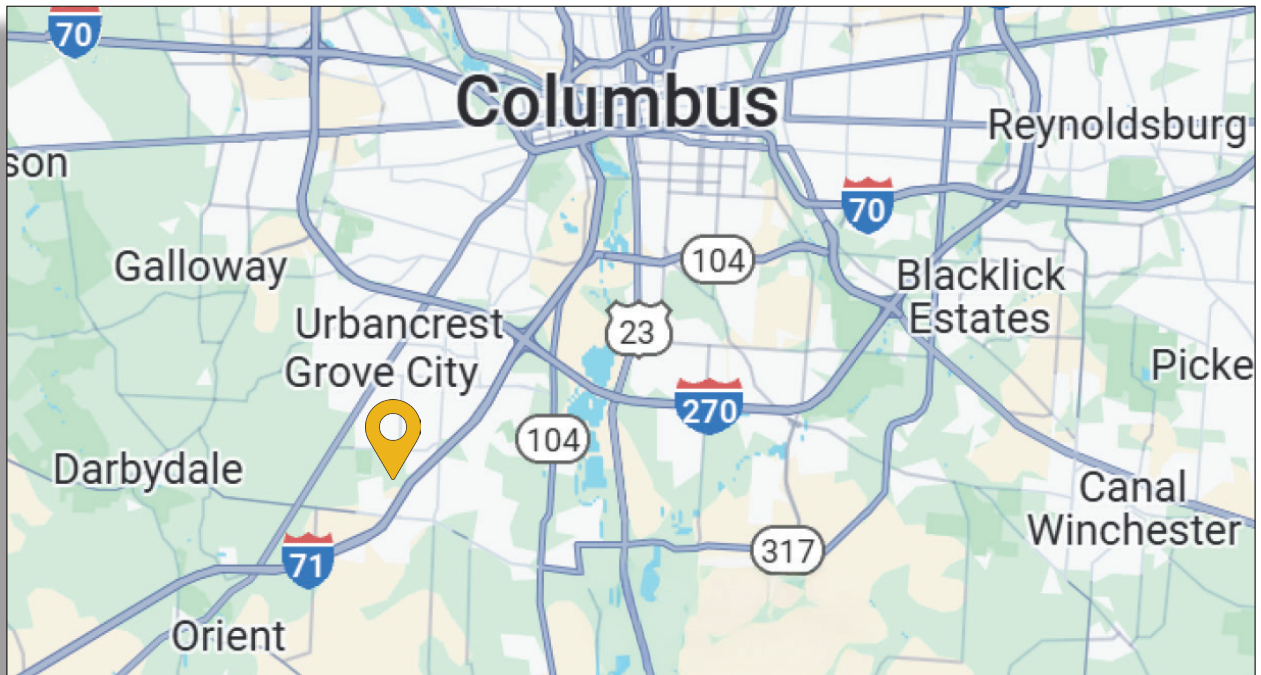 70
Columbus
Reynoldsburg
son
70
Galloway
104
Blacklick
Estates
Urbancrest
23
Grove City
Picke
270
104
Darbydale
Canal
Winchester
317
71
Orient